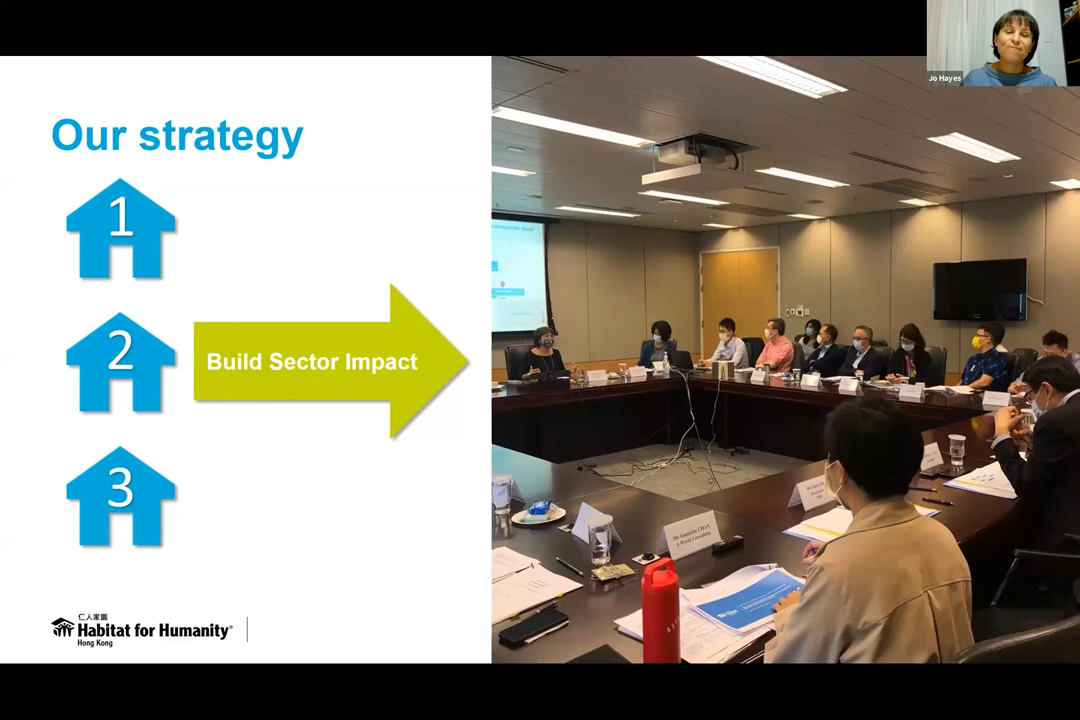 Jo Hayes
Our strategy
1
2
Build Sector Impact
3
仁人家園
Habitat for Humanity®
Hong Kong